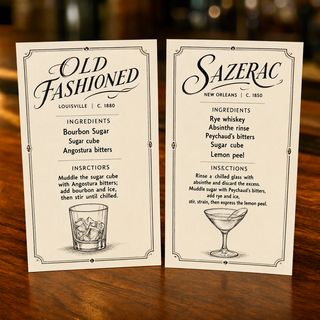 OLD
FASHIONED
LOUISVILLE | C. 1880
INGREDIENTS
Bourbon Sugar
Sugar cube
Angostura bitters
INSRCTIORS
Muddle the sugar cube
with Angostura bitters;
add bourbon and ice,
then stir until chilled.
SAZERAC
NEW ORLEANS | C. 1850
INGREDIENTS
Rye whiskey
Absinthe rinse
Peychaud's bitters
Sugar cube
Lemon peel
INSECTIONS
Rinse a chilled glass with
absinthe and discard the excess.
Muddle sugar with Peychaud's bitters,
add rye and ice,
stir. strain, then express the lemon peel.